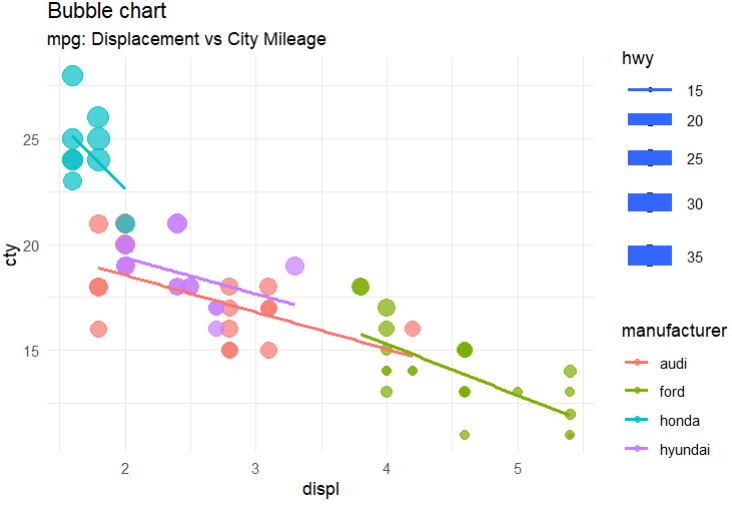 Bubble chart
mpg: Displacement vs City Mileage
cty
25
20
15
2
3
4
5
displ
hwy
15
20
25
30
35
manufacturer
audi
ford
honda
hyundai